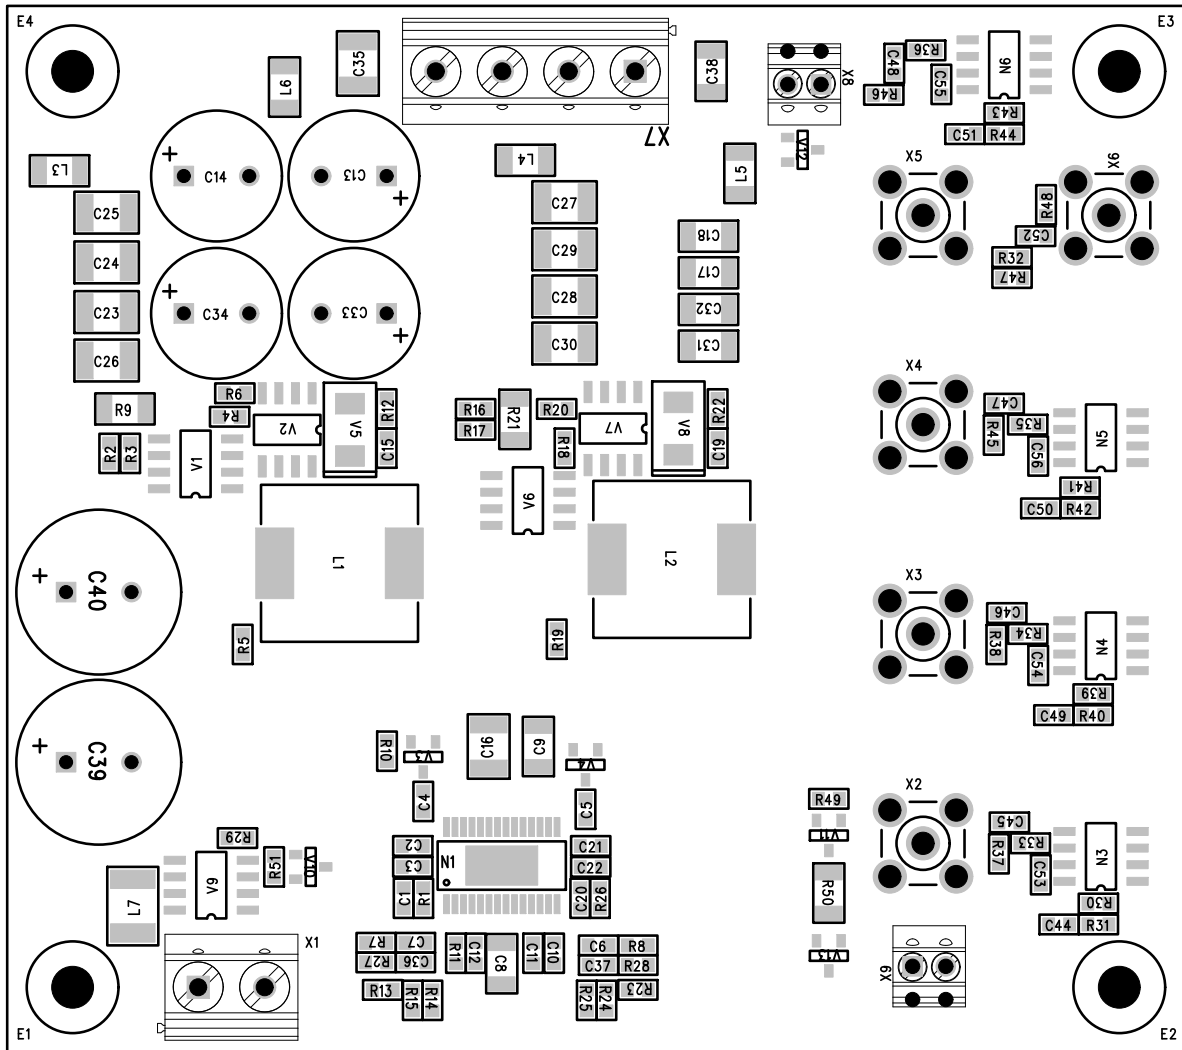 E4
E3
C35
L6
C38
X8
C48
R36
C55
R46
N6
R43
C51 R44
X7
V12
L3
C14
C13
L4
L5
X5
X6
C25
C27
R48
C18
C52
C24
C29
C17
R32
R47
C23
C34
C33
C28
C32
C26
C30
C31
X4
R6
R9
R4
R12
R16
R21
R20
R22
C47
R2
R3
V1
V2
V5
C15
R17
R18
V7
V8
C19
R45
R35
C56
N5
V6
R41
C50 R42
L1
L2
X3
C40
C46
R5
R19
R38
R34
C54
N4
R39
C49 R40
C39
R10
V3
C16
C9
V4
X2
C4
C5
R49
C45
R29
C2
N1
C21
V11
R37
R33
R51
V10
C3
C22
C53
N3
V9
C1
R1
C20
R26
R50
R30
L7
C44 R31
X1
R7 C7
R11
C12
C8
C11
C10
C6 R8
R27 C36
C37 R28
V13
X9
R13
R15
R14
R25
R24
R23
E1
E2
+
+
+
+
+
+